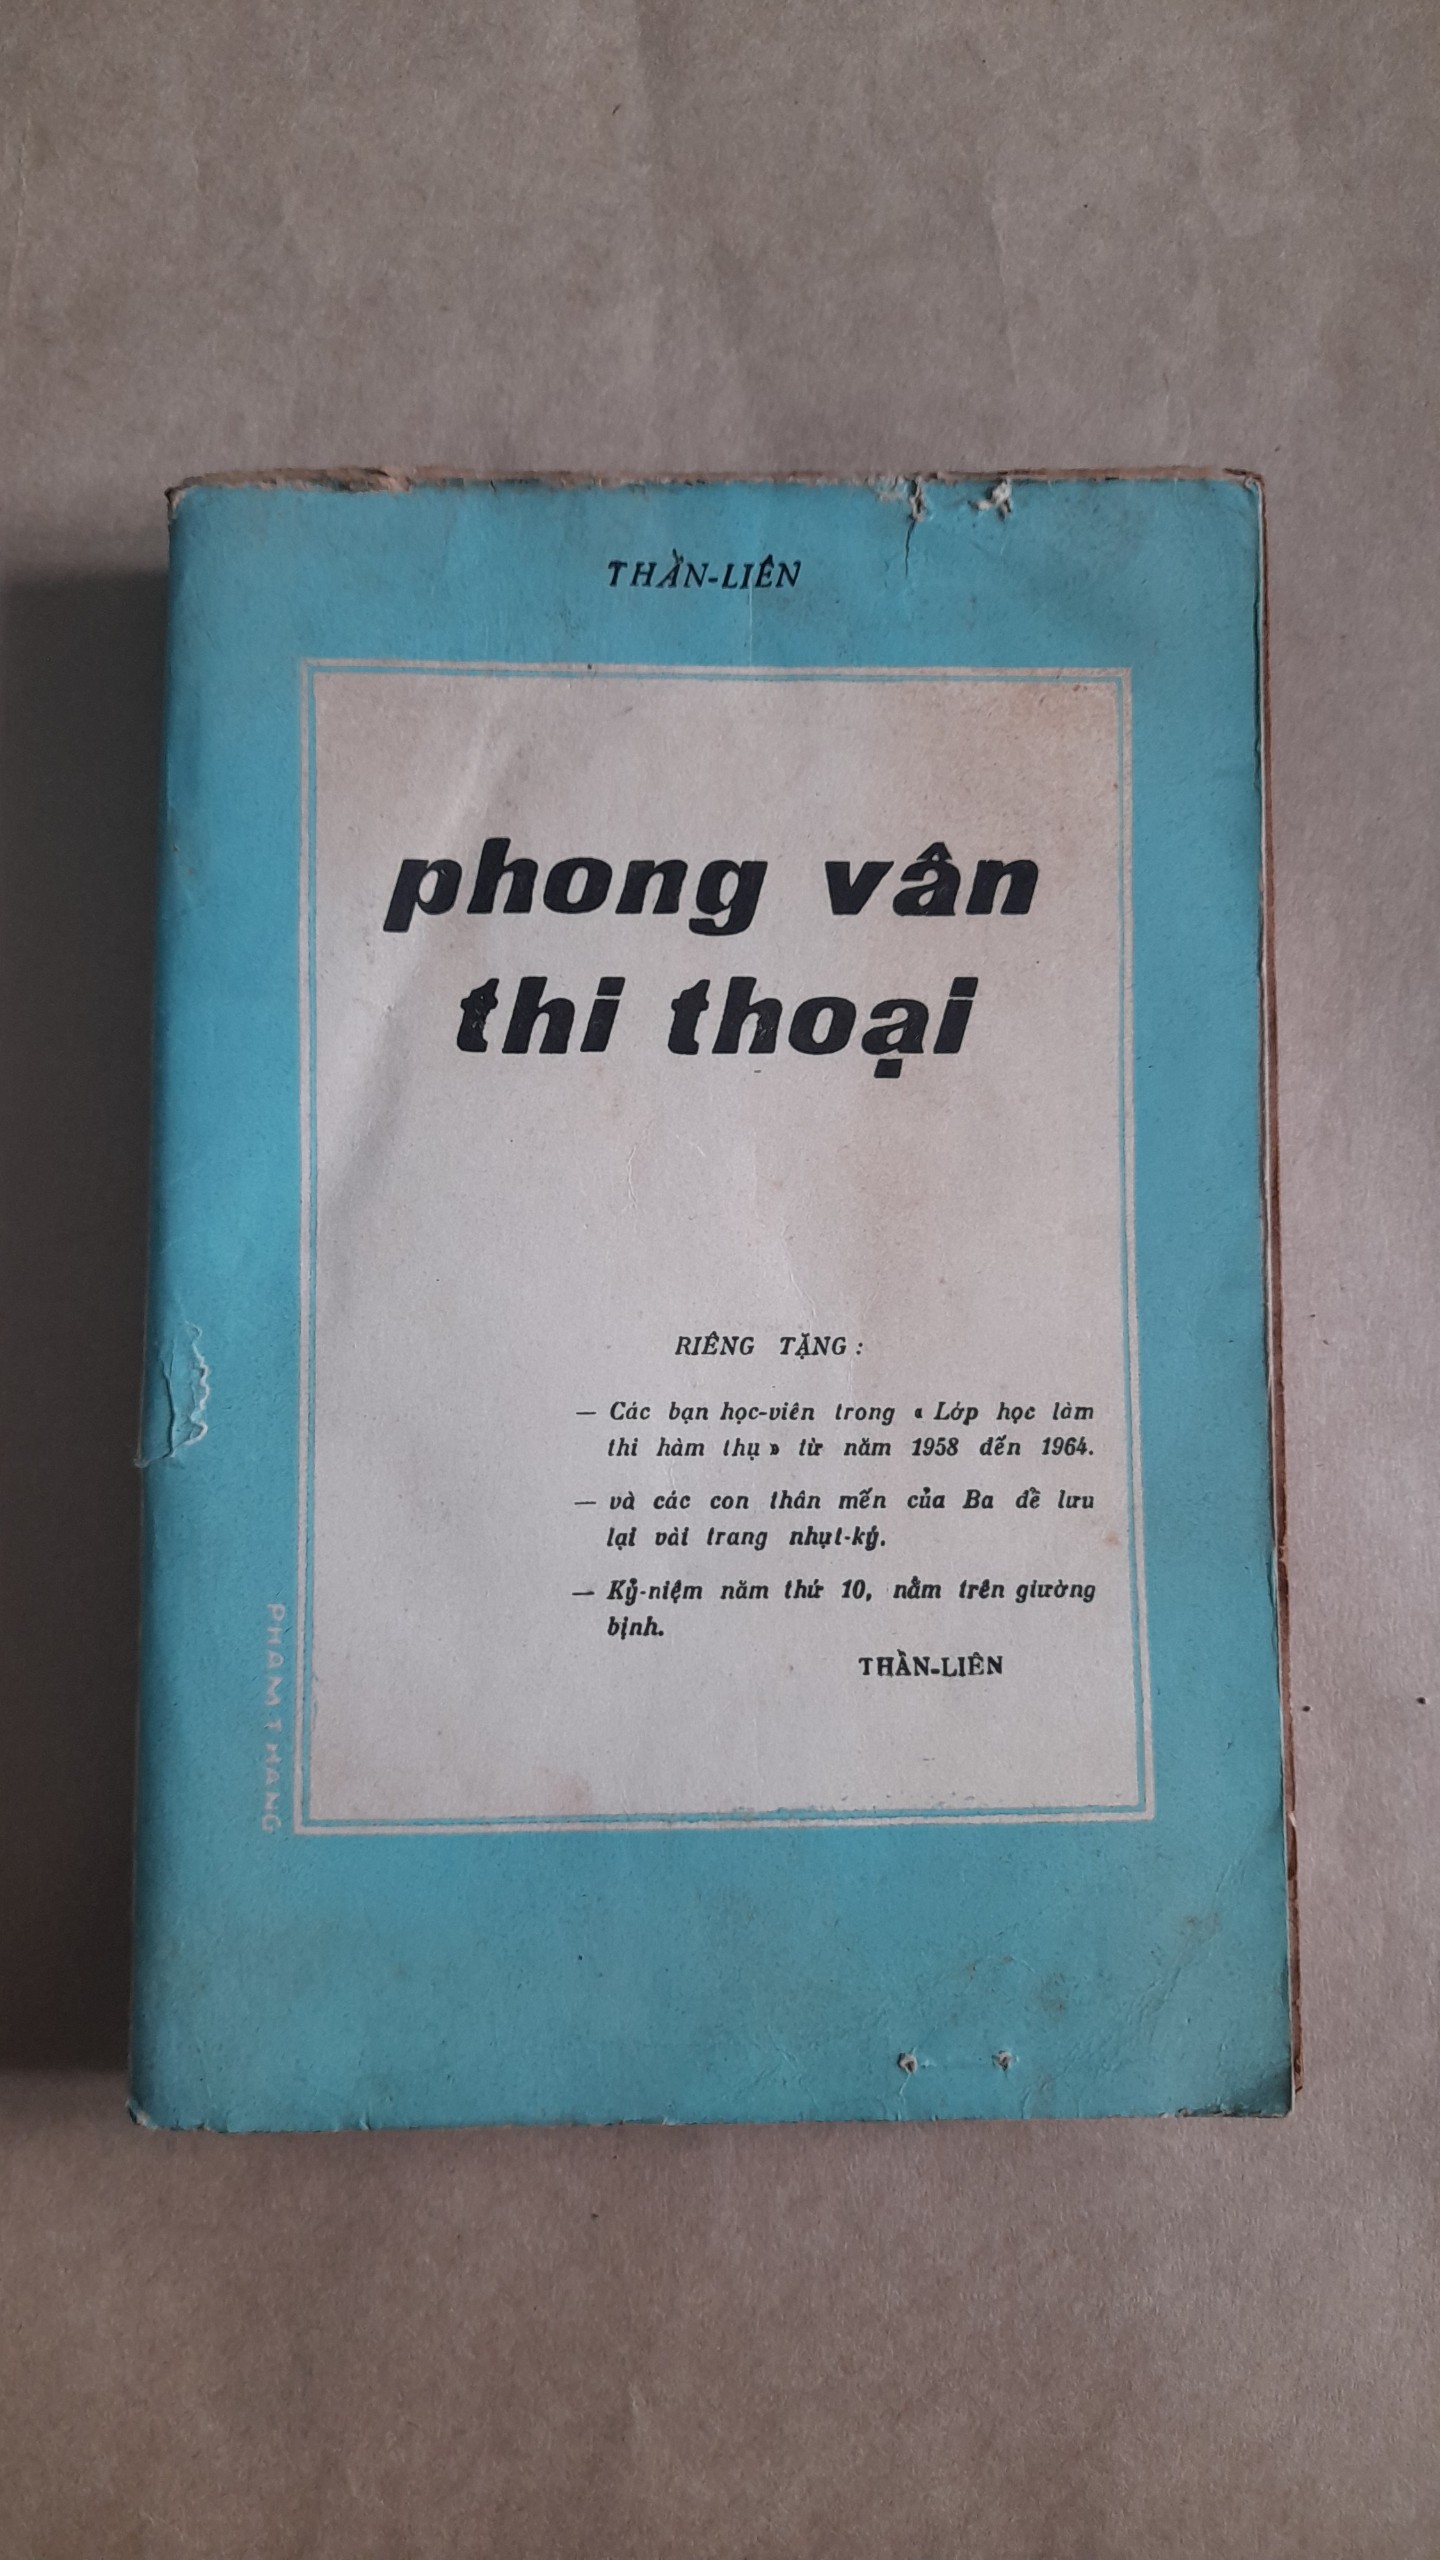 THẦN-LIÊN
phong vân
thi thoại
RIÊNG TẶNG :
— Các bạn học-viên trong « Lớp học làm
thi hàm thụ » từ năm 1958 đến 1964.
— và các con thân mến của Ba để lưu
lại vài trang nhựt-ký.
— Kỷ-niệm năm thứ 10, nằm trên giường
bịnh.
THẦN-LIÊN
PHAM THANG